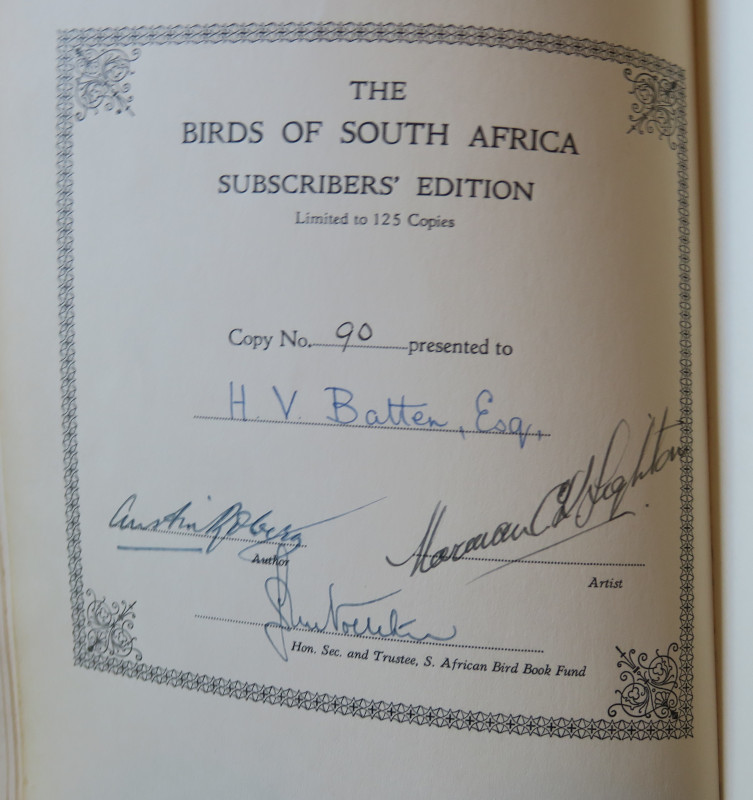 THE
BIRDS OF SOUTH AFRICA
SUBSCRIBERS' EDITION
Limited to 125 Copies
Copy No. 90 presented to
H. V. Batten, Esq.,
Austin Roberts
Norman C K Lighton
Author
Artist
Hon. Sec. and Trustee, S. African Bird Book Fund